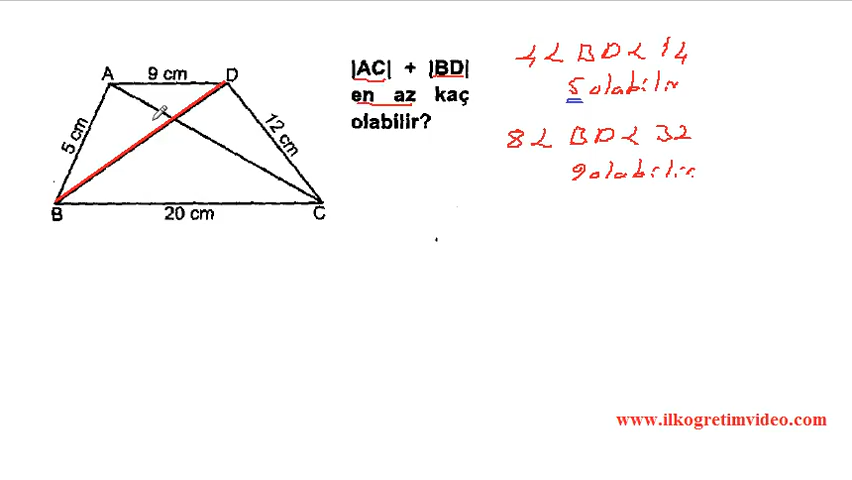 A 9 cm D
5 cm
12 cm
B 20 cm C
|AC| + |BD|
en az kaç
olabilir?
4 < BD < 14
5 olabilir
8 < BD < 32
9 olabilir
www.ilkogretimvideo.com